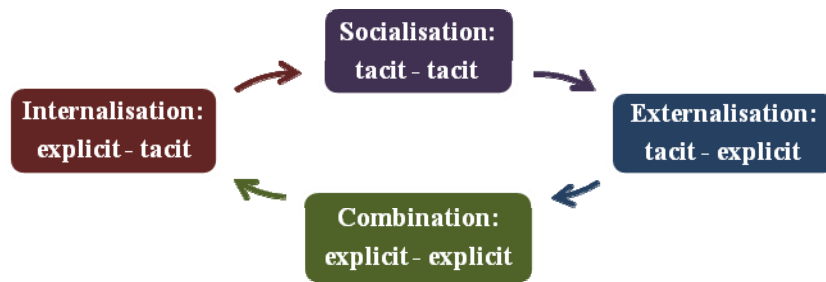 Socialisation:
tacit - tacit
Internalisation:
explicit - tacit
Externalisation:
tacit - explicit
Combination:
explicit - explicit